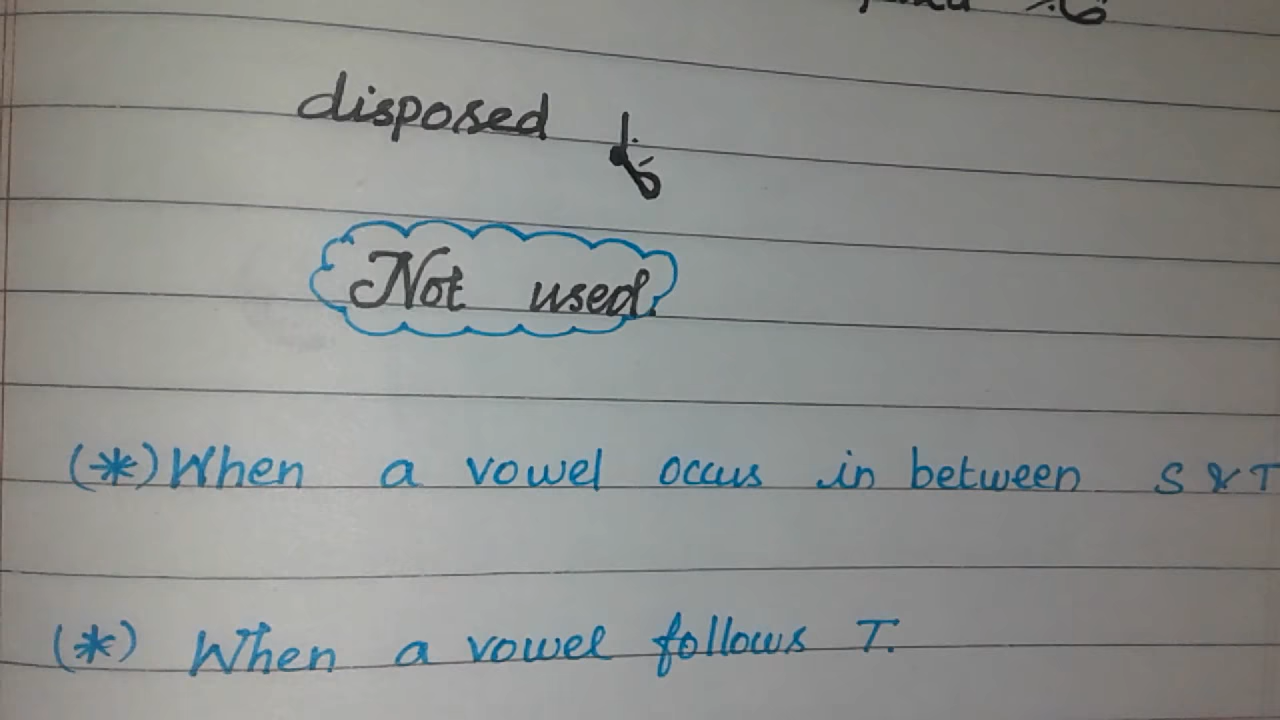 disposed
Not used.
(*) When a vowel occus in between S & T
(*) When a vowel follows T.